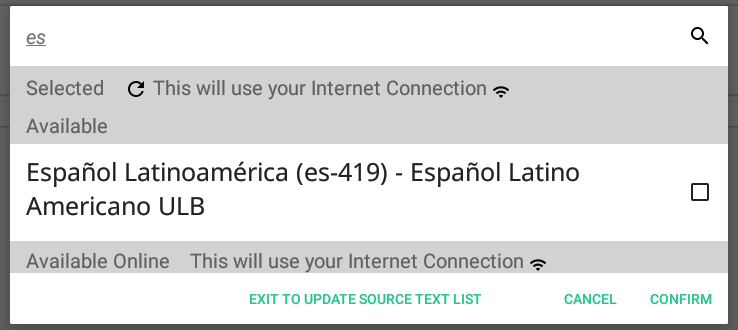 es
Selected This will use your Internet Connection
Available
Español Latinoamérica (es-419) - Español Latino
Americano ULB
Available Online This will use your Internet Connection
EXIT TO UPDATE SOURCE TEXT LIST CANCEL CONFIRM